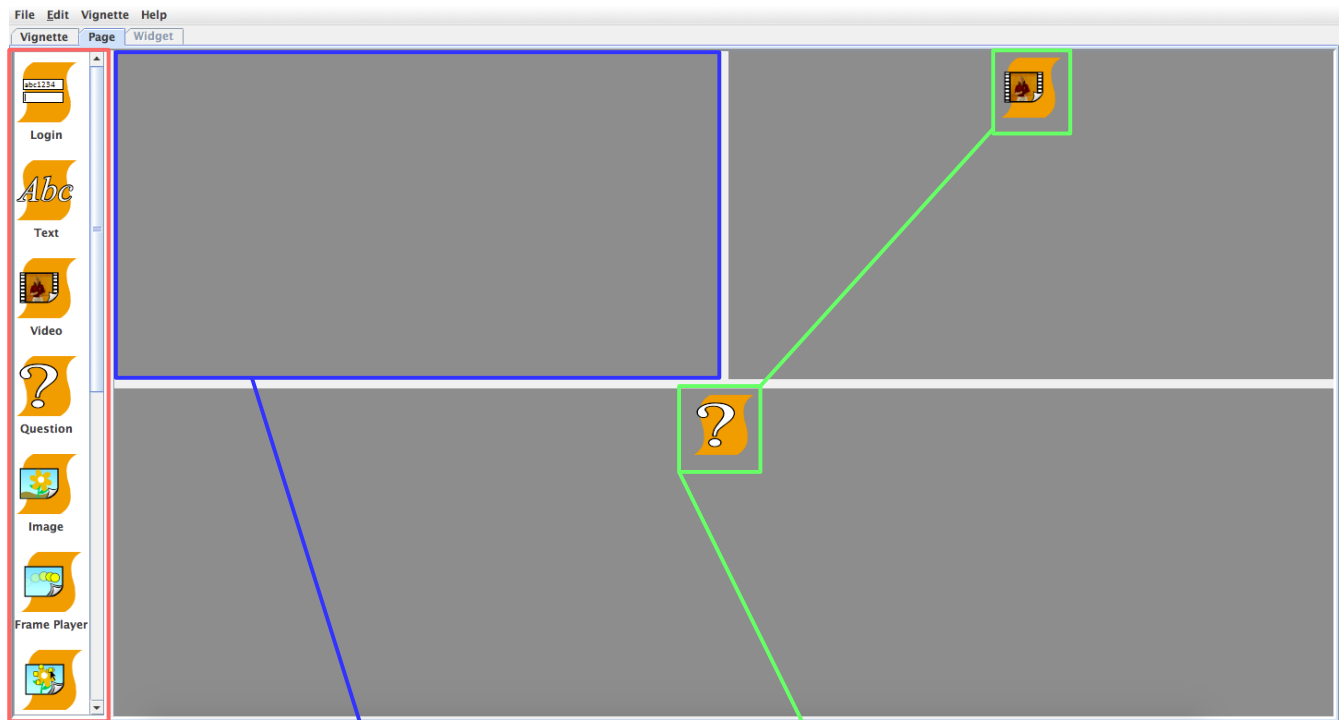 File Edit Vignette Help
Vignette Page Widget
abc1234
Login
Abc
Text
Video
?
Question
?
Image
Frame Player